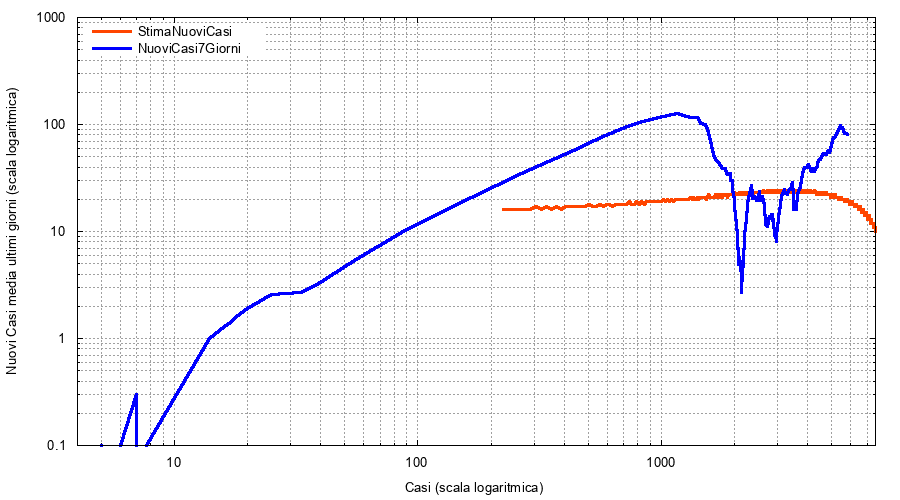 1000
StimaNuoviCasi
NuoviCasi7Giorni
100
10
1
0.1
10
100
1000
Nuovi Casi media ultimi giorni (scala logaritmica)
Casi (scala logaritmica)